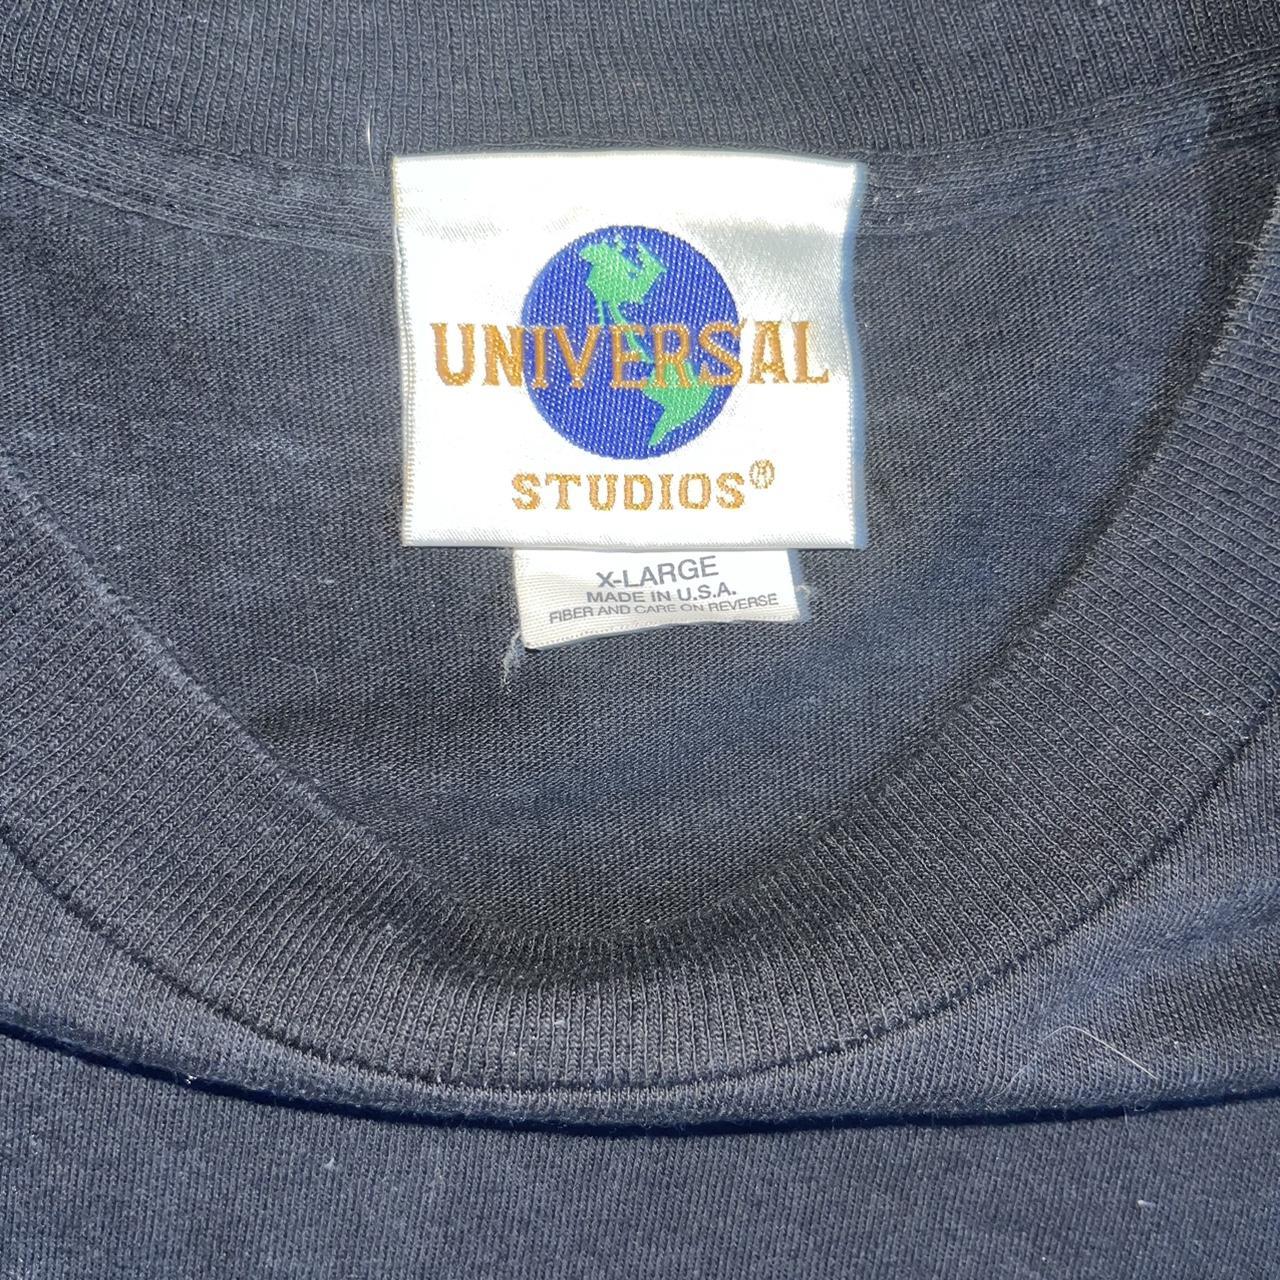 UNIVERSAL
STUDIOS®
X-LARGE
MADE IN U.S.A.
FIBER AND CARE ON REVERSE